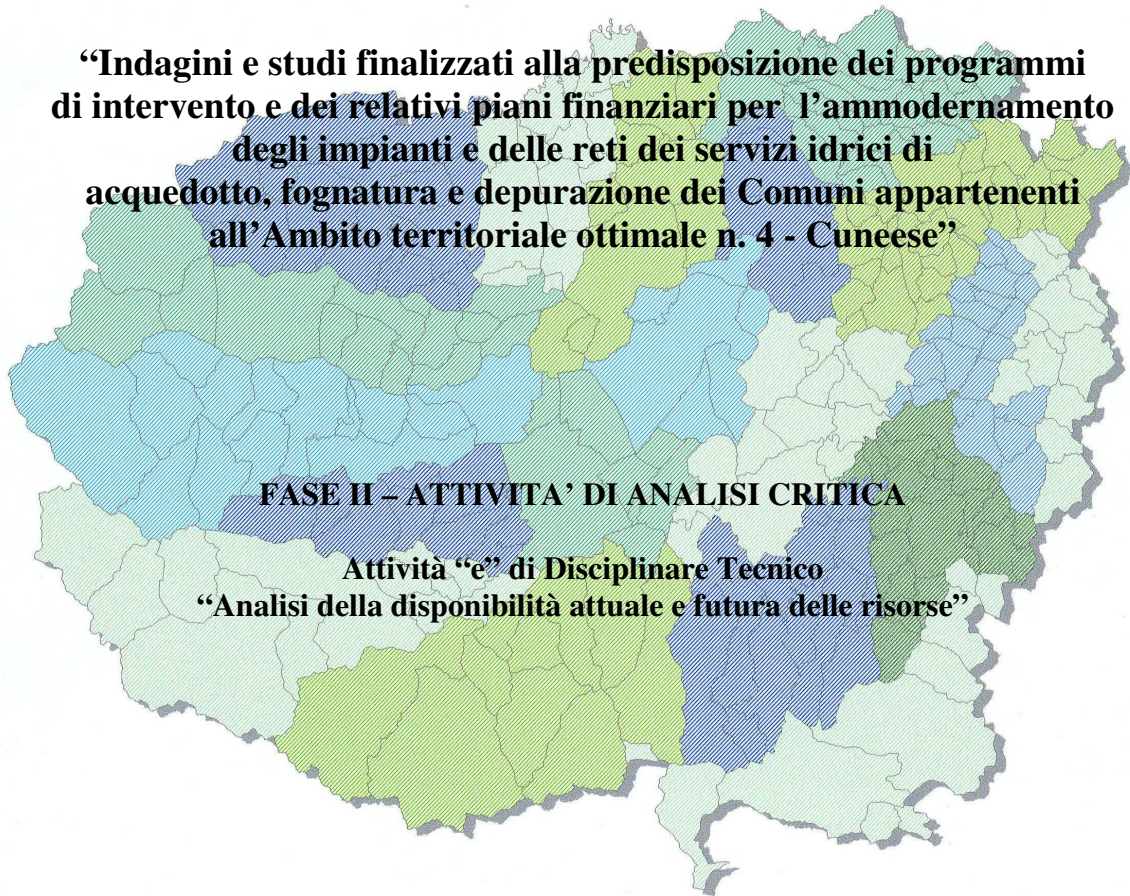 “Indagini e studi finalizzati alla predisposizione dei programmi
di intervento e dei relativi piani finanziari per l’ammodernamento
degli impianti e delle reti dei servizi idrici di
acquedotto, fognatura e depurazione dei Comuni appartenenti
all’Ambito territoriale ottimale n. 4 - Cuneese”
FASE II – ATTIVITA’ DI ANALISI CRITICA
Attività “e” di Disciplinare Tecnico
“Analisi della disponibilità attuale e futura delle risorse”